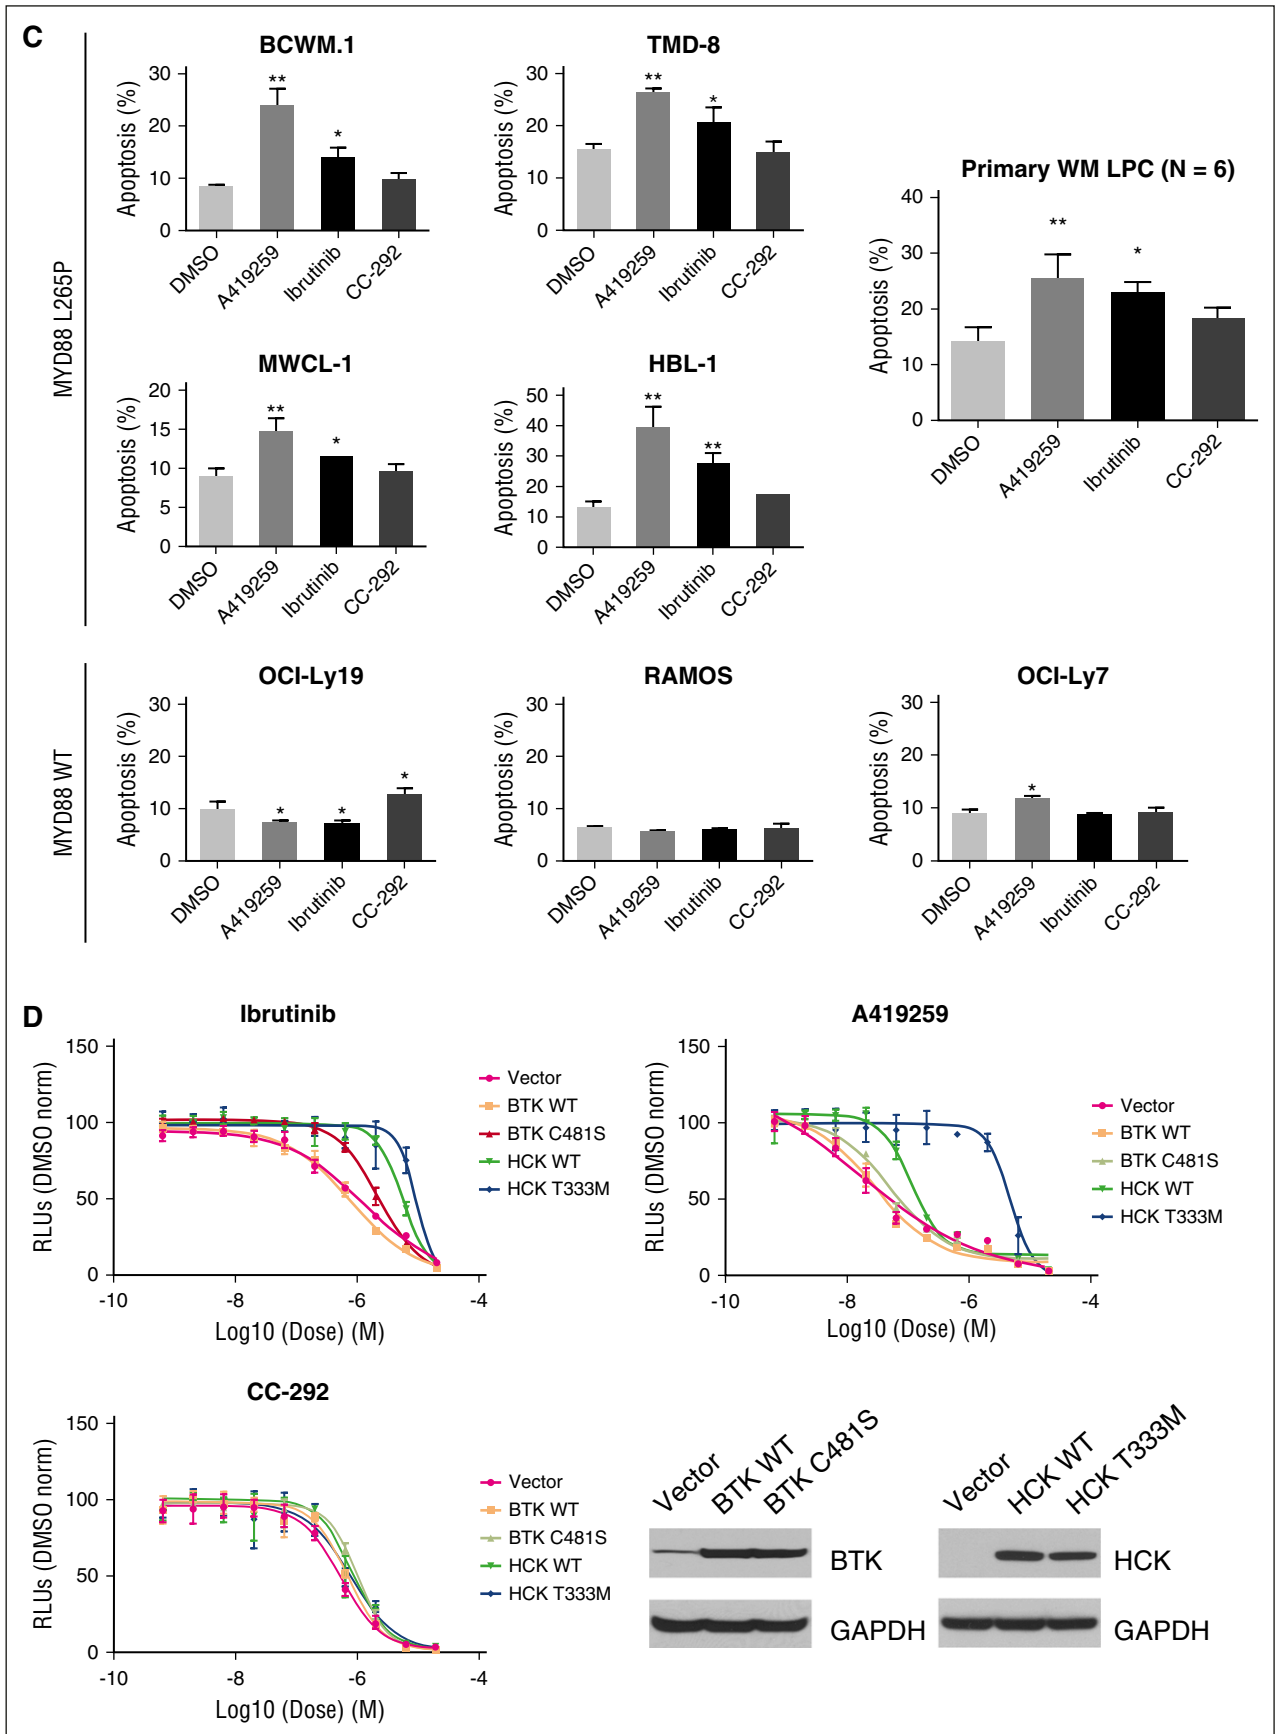 C
MYD88 L265P
BCWM.1
Apoptosis (%)
30
20
10
0
**
*
DMSO
A419259
Ibrutinib
CC-292
TMD-8
Apoptosis (%)
30
20
10
0
**
*
DMSO
A419259
Ibrutinib
CC-292
Primary WM LPC (N = 6)
Apoptosis (%)
40
30
20
10
0
**
*
DMSO
A419259
Ibrutinib
CC-292
MWCL-1
Apoptosis (%)
20
15
10
5
0
**
*
DMSO
A419259
Ibrutinib
CC-292
HBL-1
Apoptosis (%)
50
40
30
20
10
0
**
**
DMSO
A419259
Ibrutinib
CC-292
MYD88 WT
OCI-Ly19
Apoptosis (%)
30
20
10
0
*
*
*
DMSO
A419259
Ibrutinib
CC-292
RAMOS
Apoptosis (%)
30
20
10
0
DMSO
A419259
Ibrutinib
CC-292
OCI-Ly7
Apoptosis (%)
30
20
10
0
*
DMSO
A419259
Ibrutinib
CC-292
D
Ibrutinib
RLUs (DMSO norm)
150
100
50
0
-10
-8
-6
-4
Log10 (Dose) (M)
Vector
BTK WT
BTK C481S
HCK WT
HCK T333M
A419259
RLUs (DMSO norm)
150
100
50
0
-10
-8
-6
-4
Log10 (Dose) (M)
Vector
BTK WT
BTK C481S
HCK WT
HCK T333M
CC-292
RLUs (DMSO norm)
150
100
50
0
-10
-8
-6
-4
Log10 (Dose) (M)
Vector
BTK WT
BTK C481S
HCK WT
HCK T333M
Vector
BTK WT
BTK C481S
BTK
GAPDH
Vector
HCK WT
HCK T333M
HCK
GAPDH